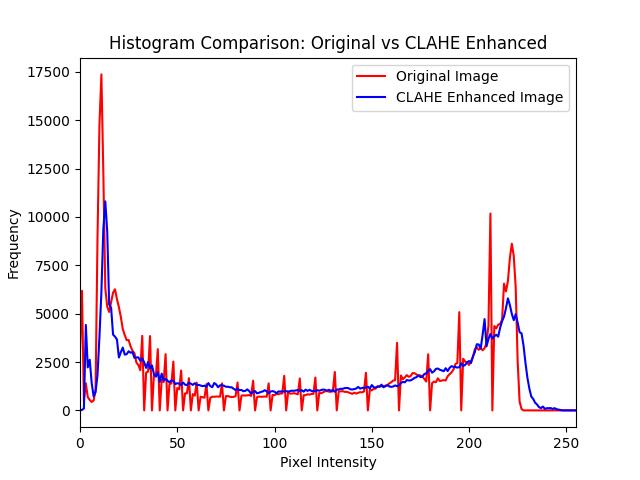 Histogram Comparison: Original vs CLAHE Enhanced
Original Image
CLAHE Enhanced Image
17500
15000
12500
10000
7500
5000
2500
0
Frequency
0 50 100 150 200 250
Pixel Intensity